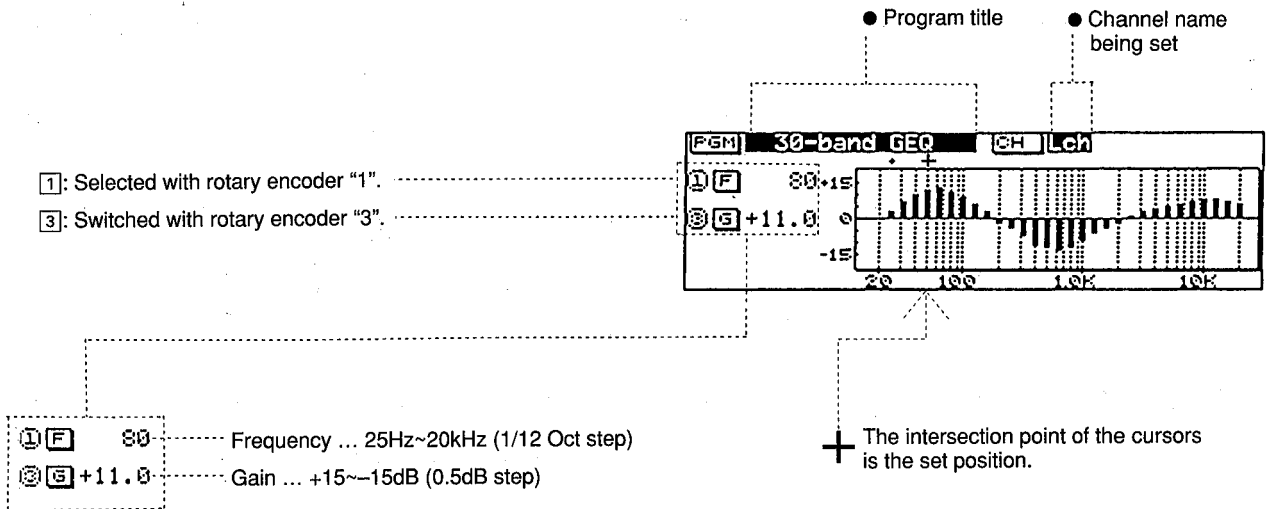 ● Program title
● Channel name
being set
PGM 30-band GEQ CH Lch
① F 80
③ G +11.0
+15
0
-15
20 100 1.0K 10K
1: Selected with rotary encoder “1”.
3: Switched with rotary encoder “3”.
① F 80 Frequency ... 25Hz~20kHz (1/12 Oct step)
③ G +11.0 Gain ... +15~–15dB (0.5dB step)
The intersection point of the cursors
is the set position.